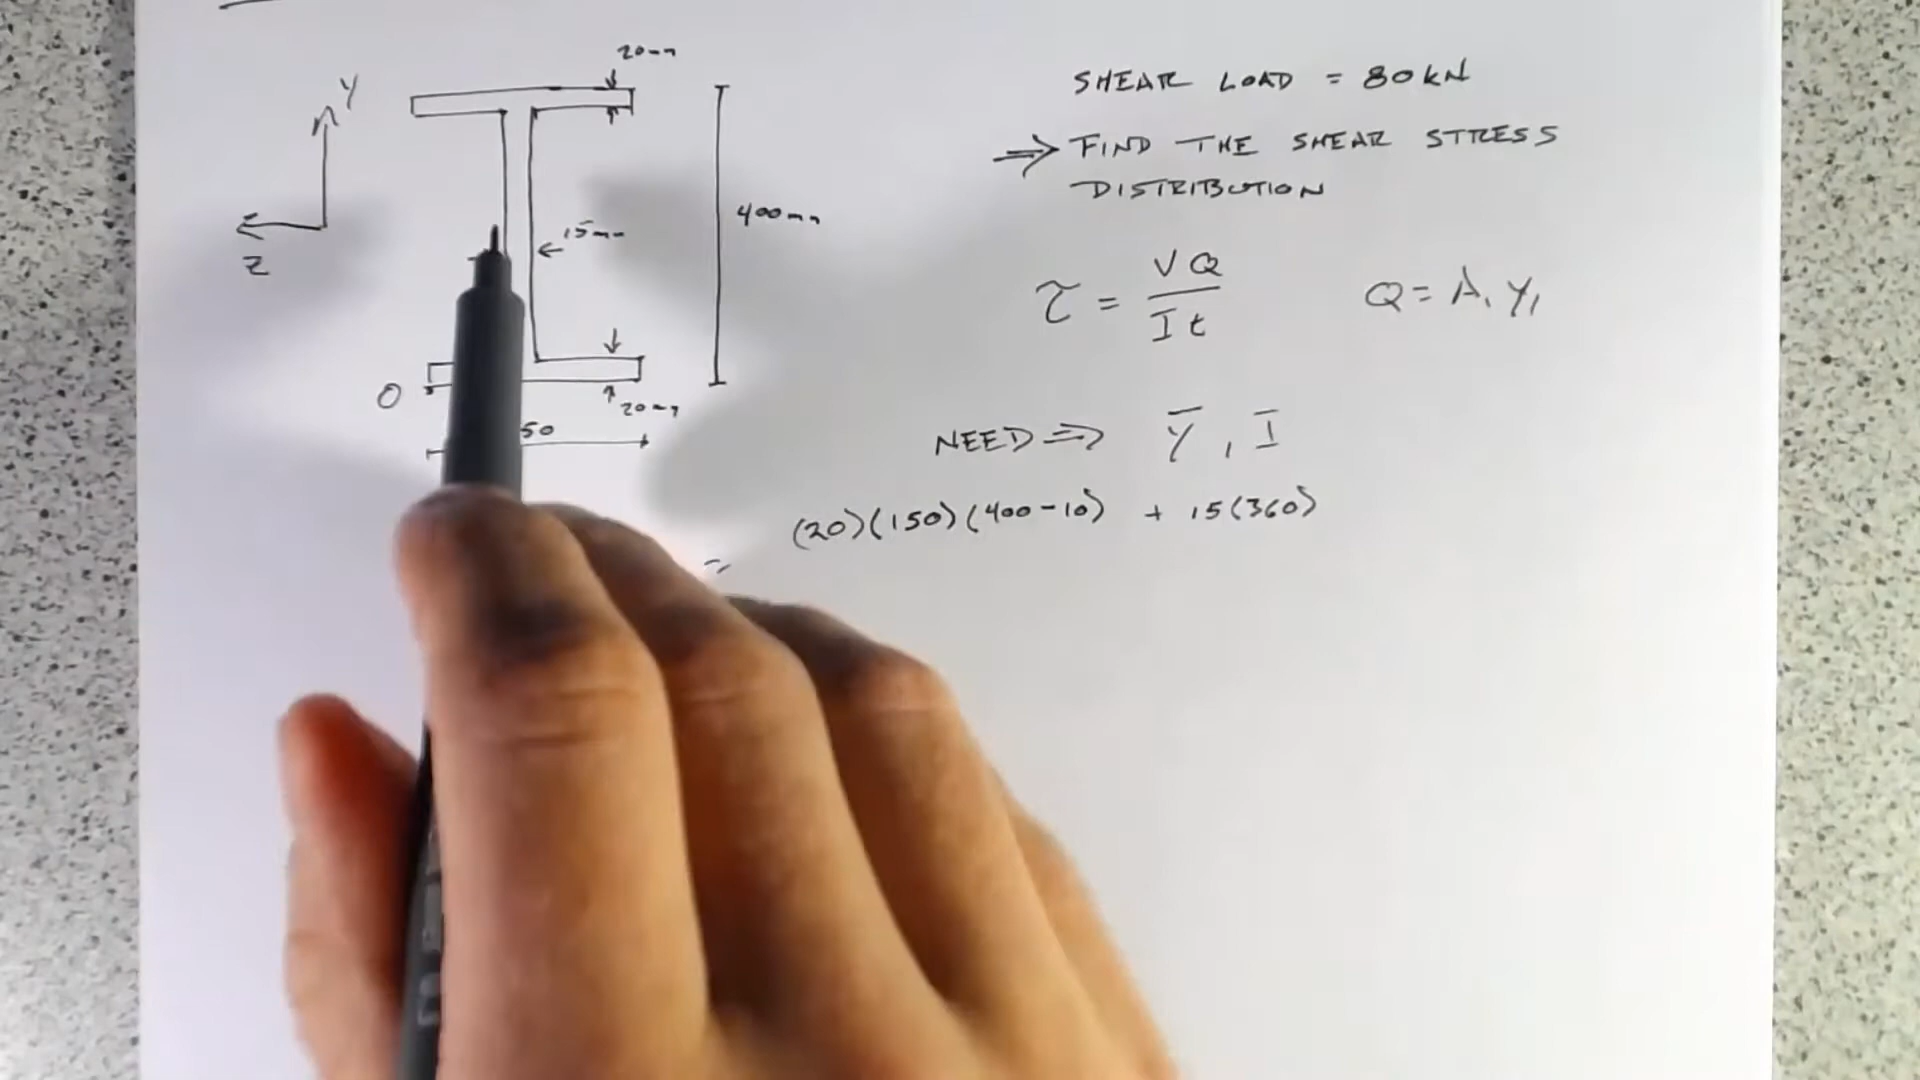 20mm
Y
SHEAR LOAD = 80kN
⇒ FIND THE SHEAR STRESS
DISTRIBUTION
400mm
← 15mm
Z
τ = VQ / It
Q = A₁ y₁
O
20mm
50
NEED ⇒ ȳ , I
(20)(150)(400-10) + 15(360)
=